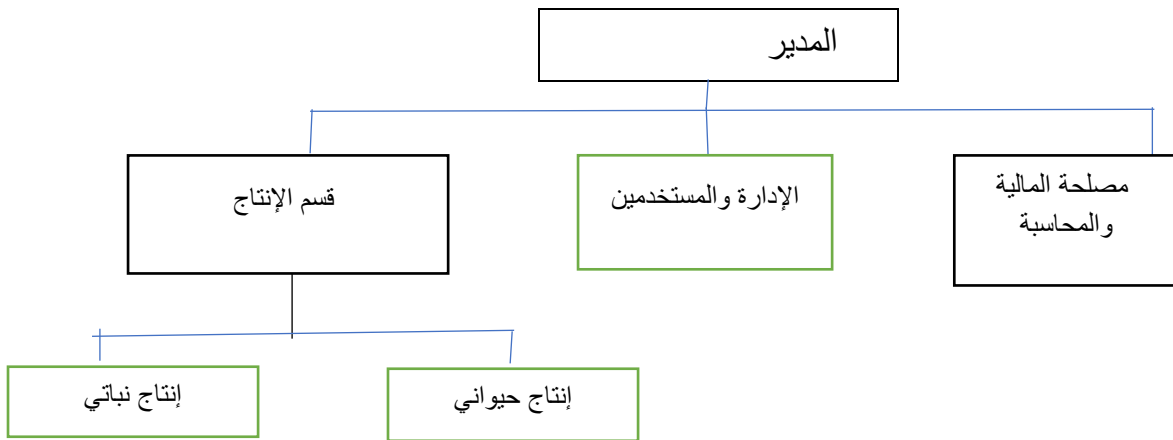 المدير
مصلحة المالية
والمحاسبة
الإدارة والمستخدمين
قسم الإنتاج
إنتاج حيواني
إنتاج نباتي